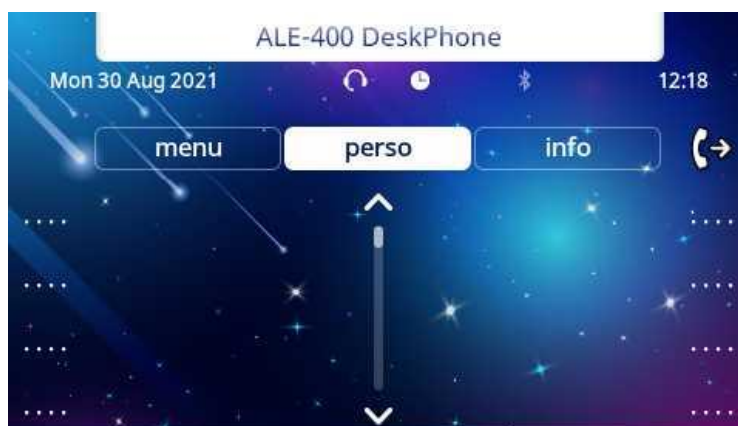 ALE-400 DeskPhone
Mon 30 Aug 2021
12:18
menu
perso
info
....
....
....
....
....
....
....
....